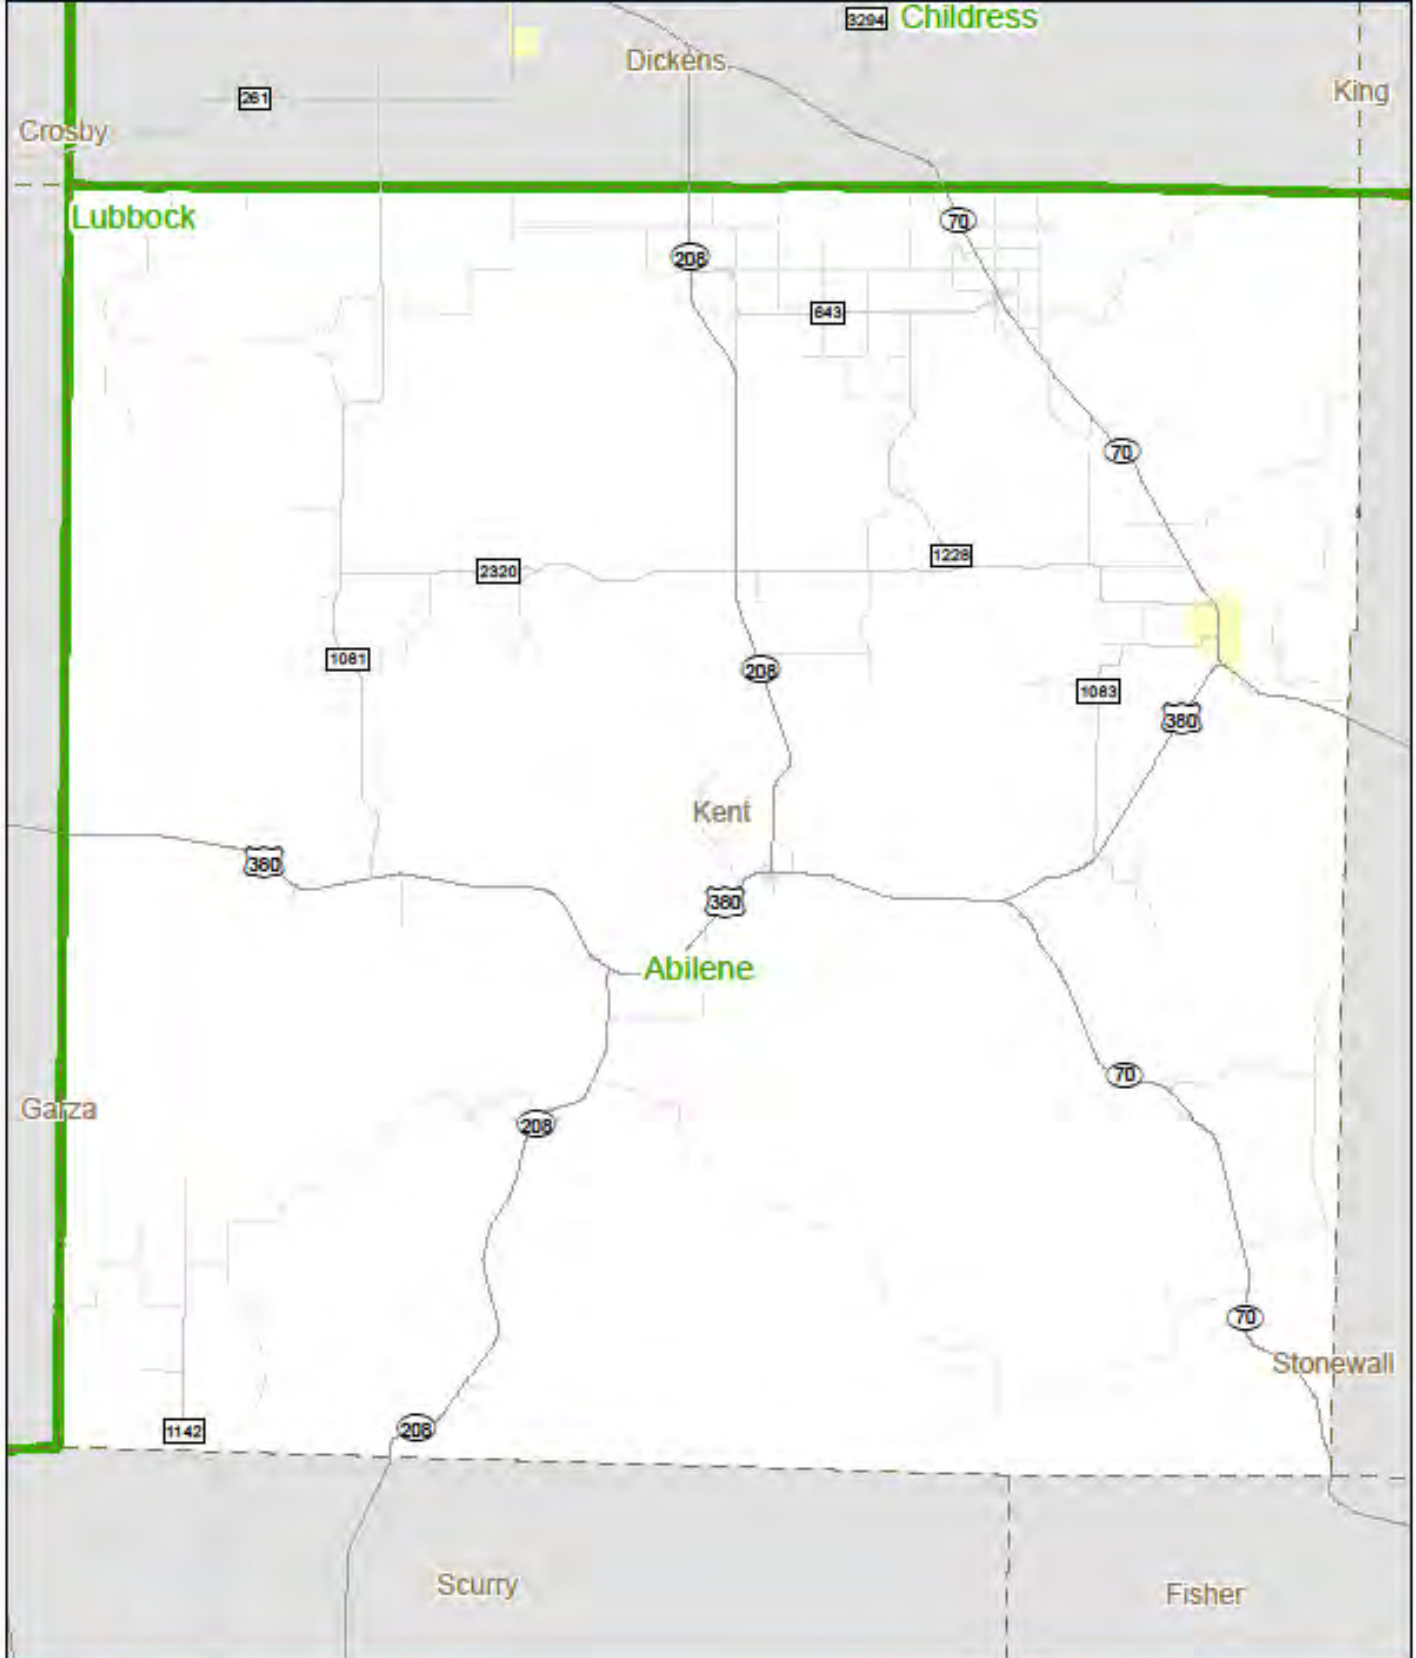 3294 Childress
Dickens
King
261
Crosby
Lubbock
70
208
643
70
1228
2320
1081
208
1083
380
Kent
380
380
Abilene
70
Garza
208
70
Stonewall
208
1142
Scurry
Fisher